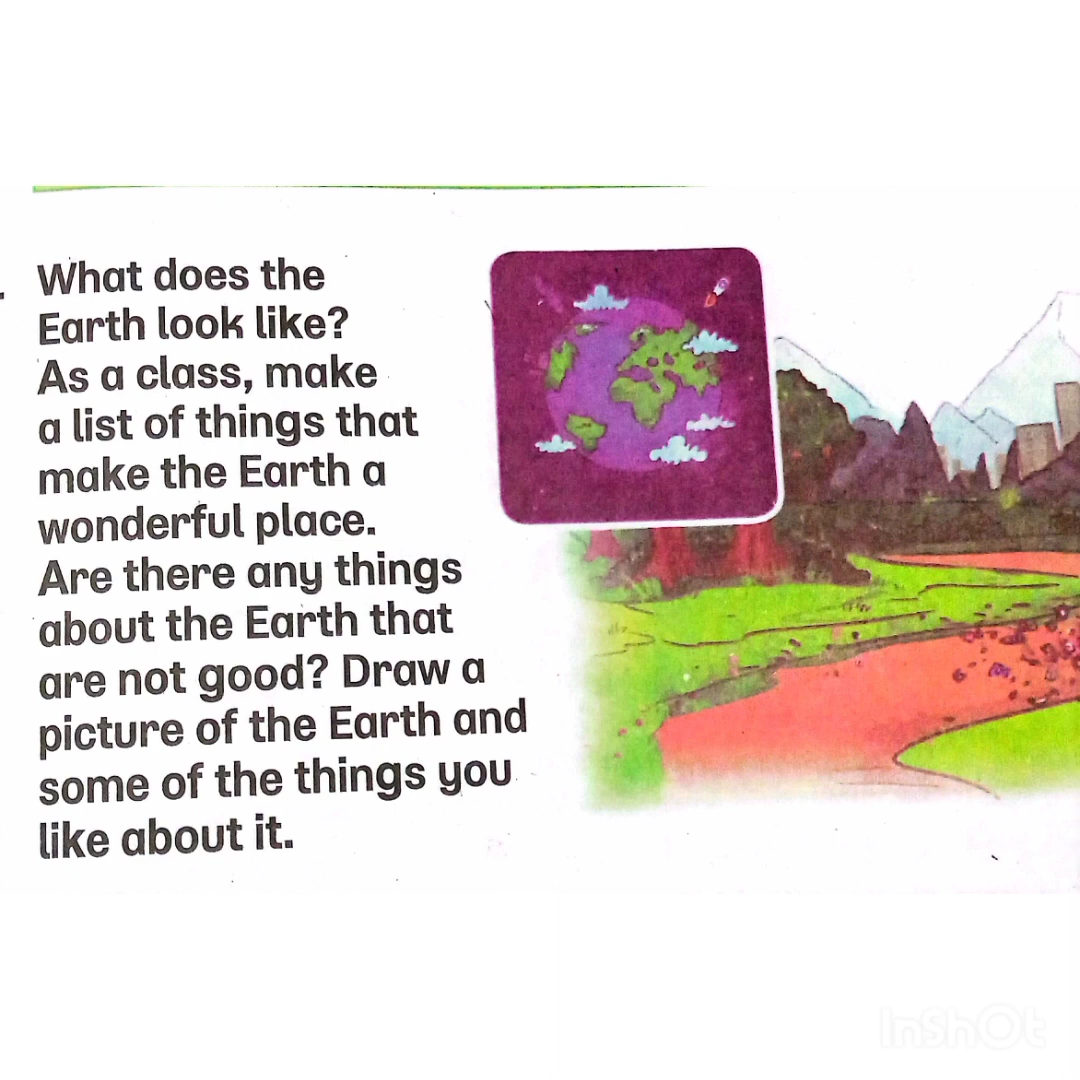 What does the
Earth look like?
As a class, make
a list of things that
make the Earth a
wonderful place.
Are there any things
about the Earth that
are not good? Draw a
picture of the Earth and
some of the things you
like about it.
InShOt